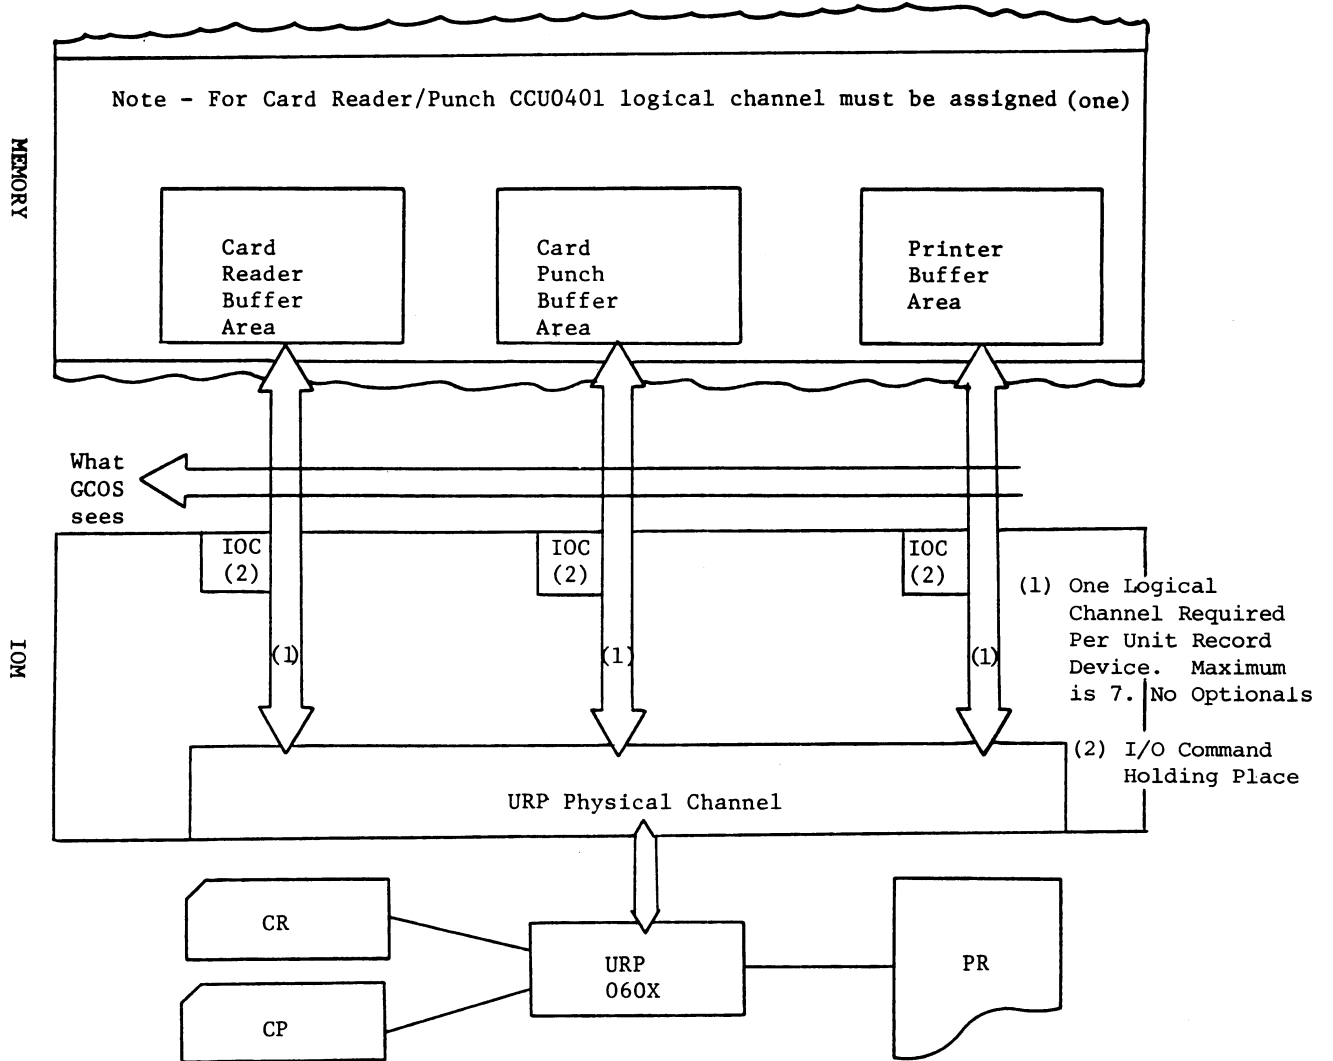 Note - For Card Reader/Punch CCU0401 logical channel must be assigned (one)
MEMORY
Card
Reader
Buffer
Area
Card
Punch
Buffer
Area
Printer
Buffer
Area
What
GCOS
sees
IOC
(2)
IOC
(2)
IOC
(2)
IOM
(1)
(1)
(1)
(1) One Logical
Channel Required
Per Unit Record
Device. Maximum
is 7. No Optionals
(2) I/O Command
Holding Place
URP Physical Channel
CR
CP
URP
060X
PR